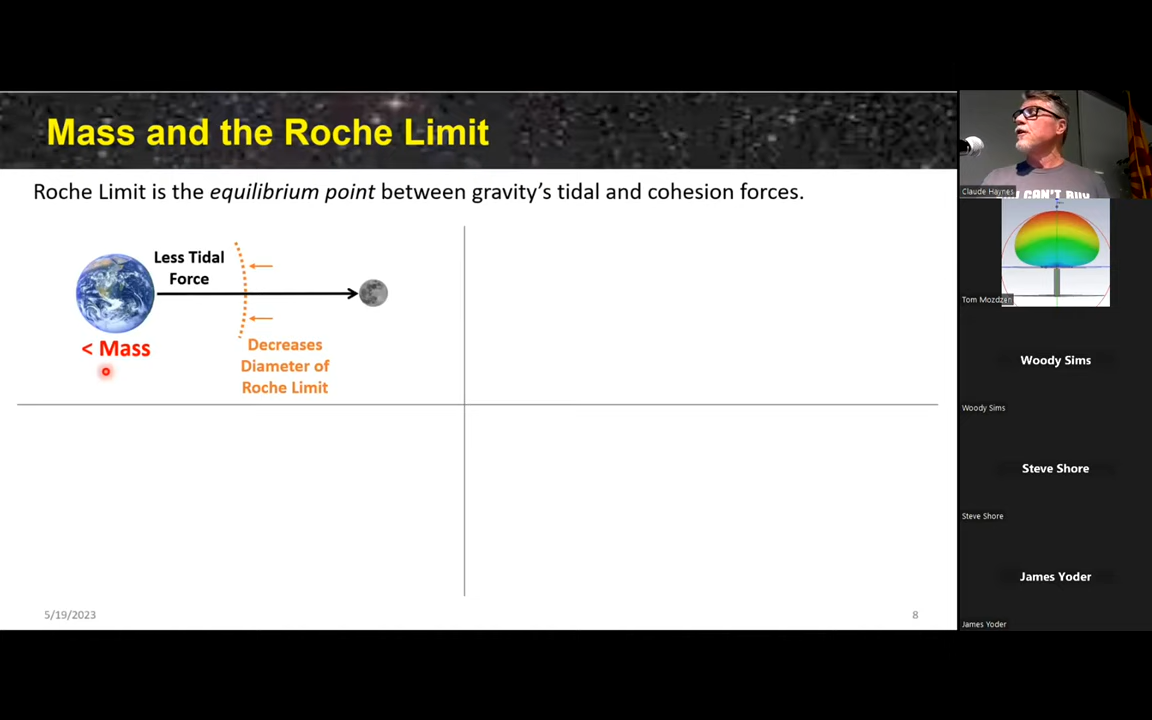 Mass and the Roche Limit
Roche Limit is the equilibrium point between gravity's tidal and cohesion forces.
Less Tidal
Force
< Mass
Decreases
Diameter of
Roche Limit
5/19/2023
8
CAN'T BUY
Claude Haynes
Tom Mozdzen
Woody Sims
Woody Sims
Steve Shore
Steve Shore
James Yoder
James Yoder